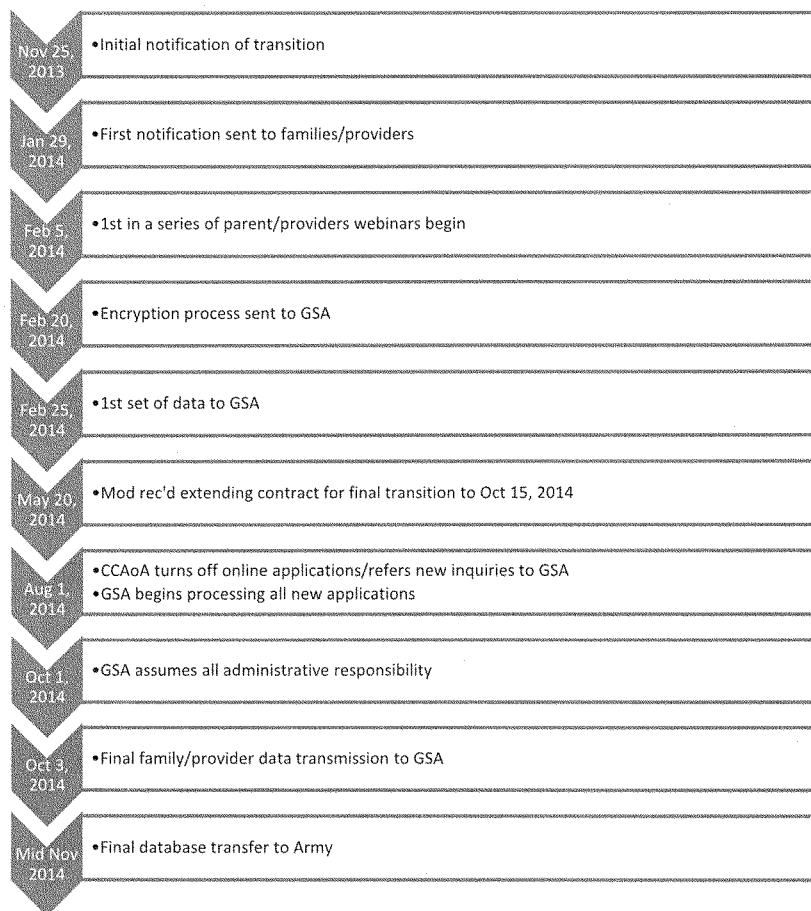 Nov 25,
2013
•Initial notification of transition
Jan 29,
2014
•First notification sent to families/providers
Feb 5,
2014
•1st in a series of parent/providers webinars begin
Feb 20,
2014
•Encryption process sent to GSA
Feb 25,
2014
•1st set of data to GSA
May 20,
2014
•Mod rec'd extending contract for final transition to Oct 15, 2014
Aug 1,
2014
•CCAoA turns off online applications/refers new inquiries to GSA
•GSA begins processing all new applications
Oct 1,
2014
•GSA assumes all administrative responsibility
Oct 3,
2014
•Final family/provider data transmission to GSA
Mid Nov
2014
•Final database transfer to Army